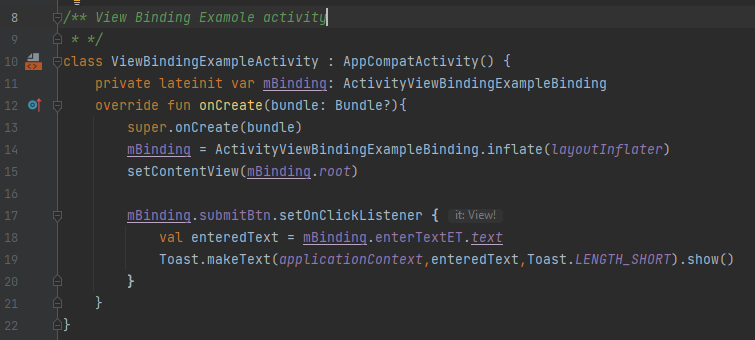 8 /** View Binding Examole activity
9 * */
10 class ViewBindingExampleActivity : AppCompatActivity() {
11 private lateinit var mBinding: ActivityViewBindingExampleBinding
12 override fun onCreate(bundle: Bundle?){
13 super.onCreate(bundle)
14 mBinding = ActivityViewBindingExampleBinding.inflate(layoutInflater)
15 setContentView(mBinding.root)
16
17 mBinding.submitBtn.setOnClickListener { it: View!
18 val enteredText = mBinding.enterTextET.text
19 Toast.makeText(applicationContext,enteredText,Toast.LENGTH_SHORT).show()
20 }
21 }
22 }